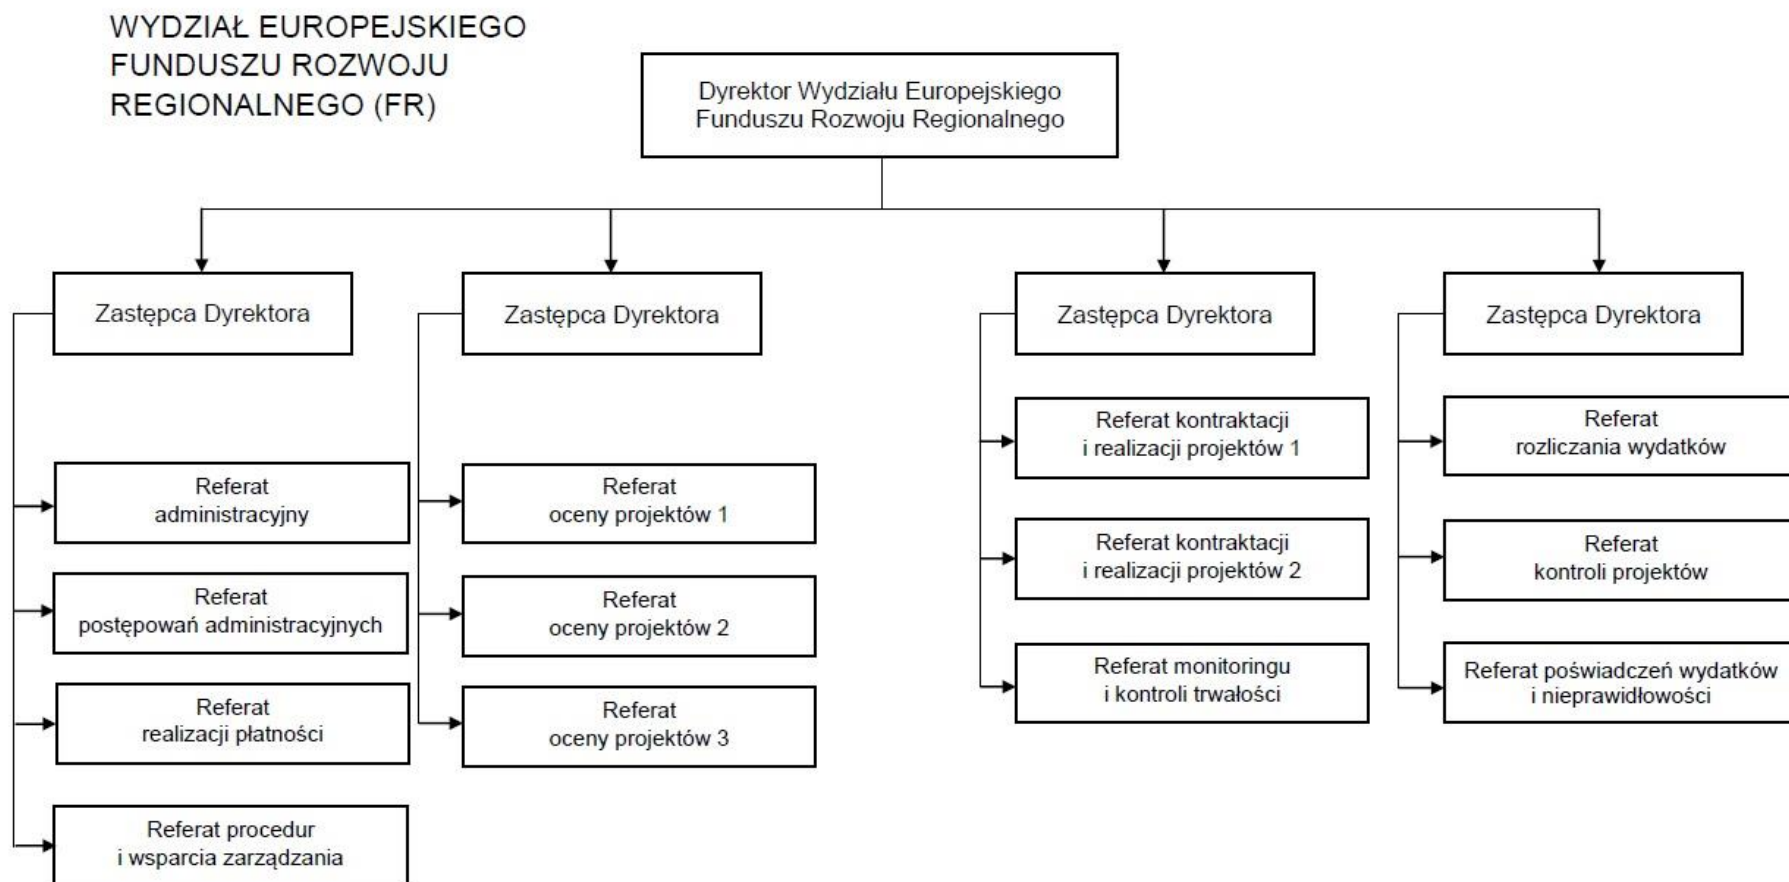 WYDZIAŁ EUROPEJSKIEGO
FUNDUSZU ROZWOJU
REGIONALNEGO (FR)
Dyrektor Wydziału Europejskiego
Funduszu Rozwoju Regionalnego
Zastępca Dyrektora
Referat
administracyjny
Referat
postępowań administracyjnych
Referat
realizacji płatności
Referat procedur
i wsparcia zarządzania
Zastępca Dyrektora
Referat
oceny projektów 1
Referat
oceny projektów 2
Referat
oceny projektów 3
Zastępca Dyrektora
Referat kontraktacji
i realizacji projektów 1
Referat kontraktacji
i realizacji projektów 2
Referat monitoringu
i kontroli trwałości
Zastępca Dyrektora
Referat
rozliczania wydatków
Referat
kontroli projektów
Referat poświadczeń wydatków
i nieprawidłowości